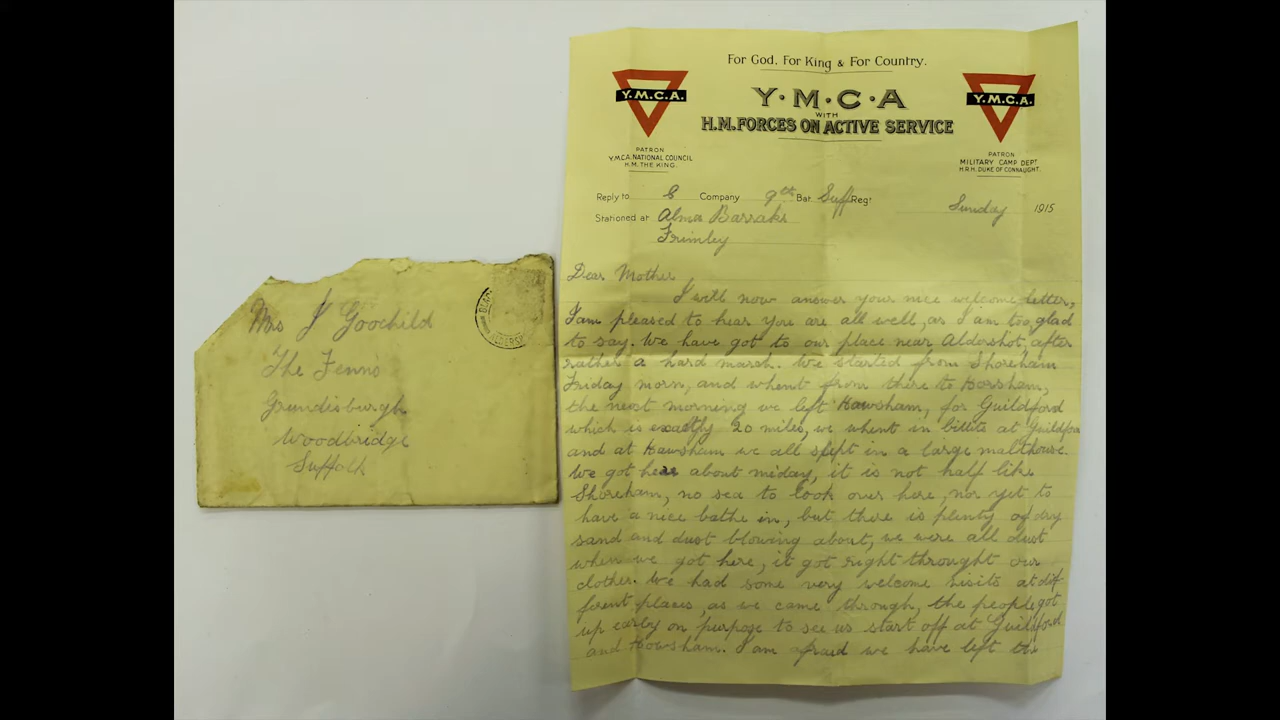 Mrs J Goochild
The Fenns
Grundisburgh
Woodbridge
Suffolk
ALDERSH
For God, For King & For Country.
Y.M.C.A.
Y·M·C·A
WITH
H.M. FORCES ON ACTIVE SERVICE
Y.M.C.A.
PATRON
Y.M.C.A. NATIONAL COUNCIL
H.M. THE KING.
PATRON
MILITARY CAMP DEPT
H.R.H. DUKE OF CONNAUGHT.
Reply to Company 9th Bat Suff Regt Sunday 1915
Stationed at Alma Barraks
Frimley
Dear Mother
I will now answer your nice welcome letter,
I am pleased to hear you are all well, as I am too, glad
to say. We have got to our place near Aldershot, after
rather a hard march. We started from Shoreham
Friday morn, and whent from there to Horsham,
the next morning we left Hawsham, for Guildford
which is exactly 20 miles, we whent in billits at Guildford
and at Hawsham we all slept in a large malthouse.
We got here about miday, it is not half like
Shoreham, no sea to look over here, nor yet to
have a nice bathe in, but there is plenty of dry
sand and dust blowing about, we were all dust
when we got here, it got right throught our
clothes. We had some very welcome visits at dif-
ferent places, as we came through, the people got
up early on purpose to see us start off at Guildford
and Howsham. I am afraid we have left the